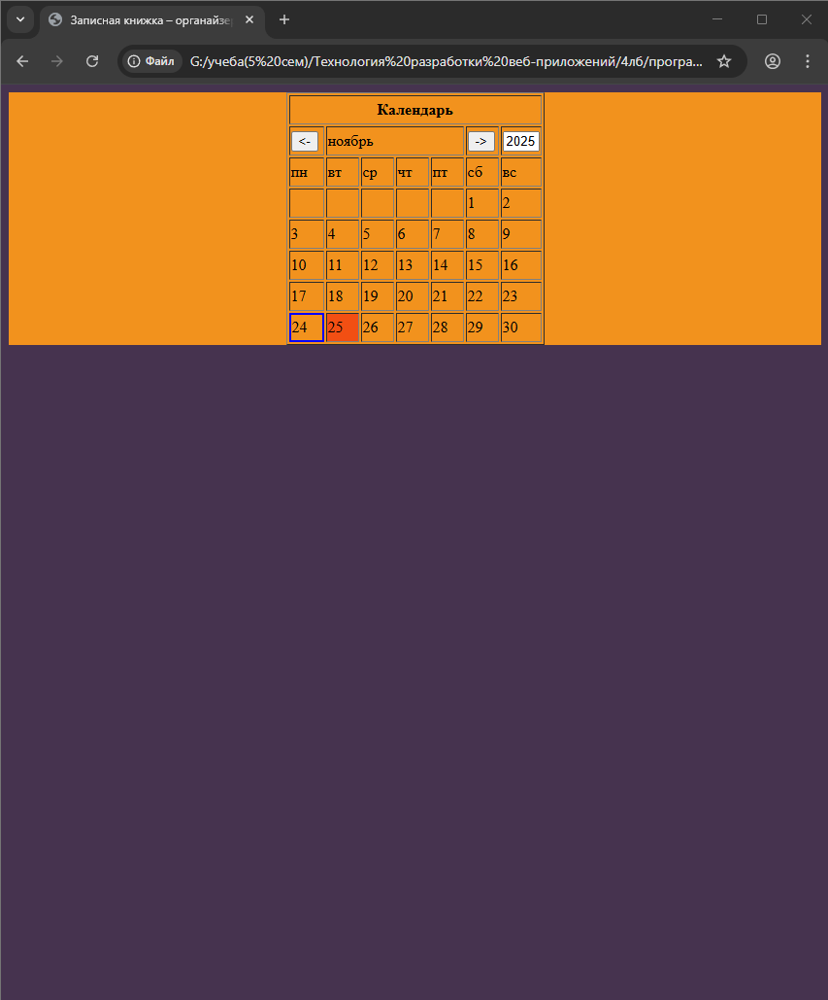 Записная книжка – органайзер
Файл G:/учеба(5%20сем)/Технология%20разработки%20веб-приложений/4лб/програ...
Календарь
<- ноябрь -> 2025
пн вт ср чт пт сб вс
1 2
3 4 5 6 7 8 9
10 11 12 13 14 15 16
17 18 19 20 21 22 23
24 25 26 27 28 29 30